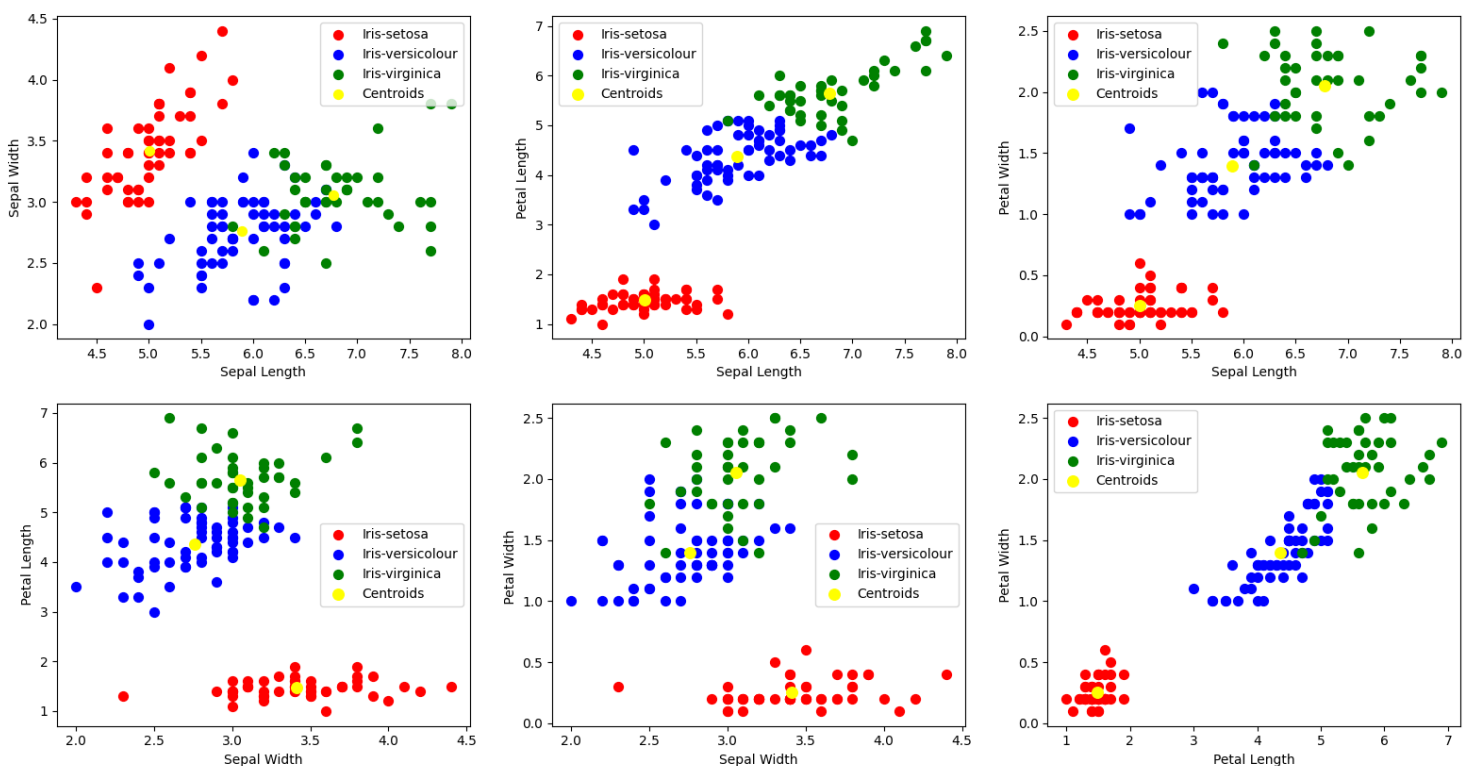 4.5
4.0
3.5
3.0
2.5
2.0
Sepal Width
Iris-setosa
Iris-versicolour
Iris-virginica
Centroids
4.5 5.0 5.5 6.0 6.5 7.0 7.5 8.0
Sepal Length
7
6
5
4
3
2
1
Petal Length
Iris-setosa
Iris-versicolour
Iris-virginica
Centroids
4.5 5.0 5.5 6.0 6.5 7.0 7.5 8.0
Sepal Length
2.5
2.0
1.5
1.0
0.5
0.0
Petal Width
Iris-setosa
Iris-versicolour
Iris-virginica
Centroids
4.5 5.0 5.5 6.0 6.5 7.0 7.5 8.0
Sepal Length
7
6
5
4
3
2
1
Petal Length
Iris-setosa
Iris-versicolour
Iris-virginica
Centroids
2.0 2.5 3.0 3.5 4.0 4.5
Sepal Width
2.5
2.0
1.5
1.0
0.5
0.0
Petal Width
Iris-setosa
Iris-versicolour
Iris-virginica
Centroids
2.0 2.5 3.0 3.5 4.0 4.5
Sepal Width
2.5
2.0
1.5
1.0
0.5
0.0
Petal Width
Iris-setosa
Iris-versicolour
Iris-virginica
Centroids
1 2 3 4 5 6 7
Petal Length